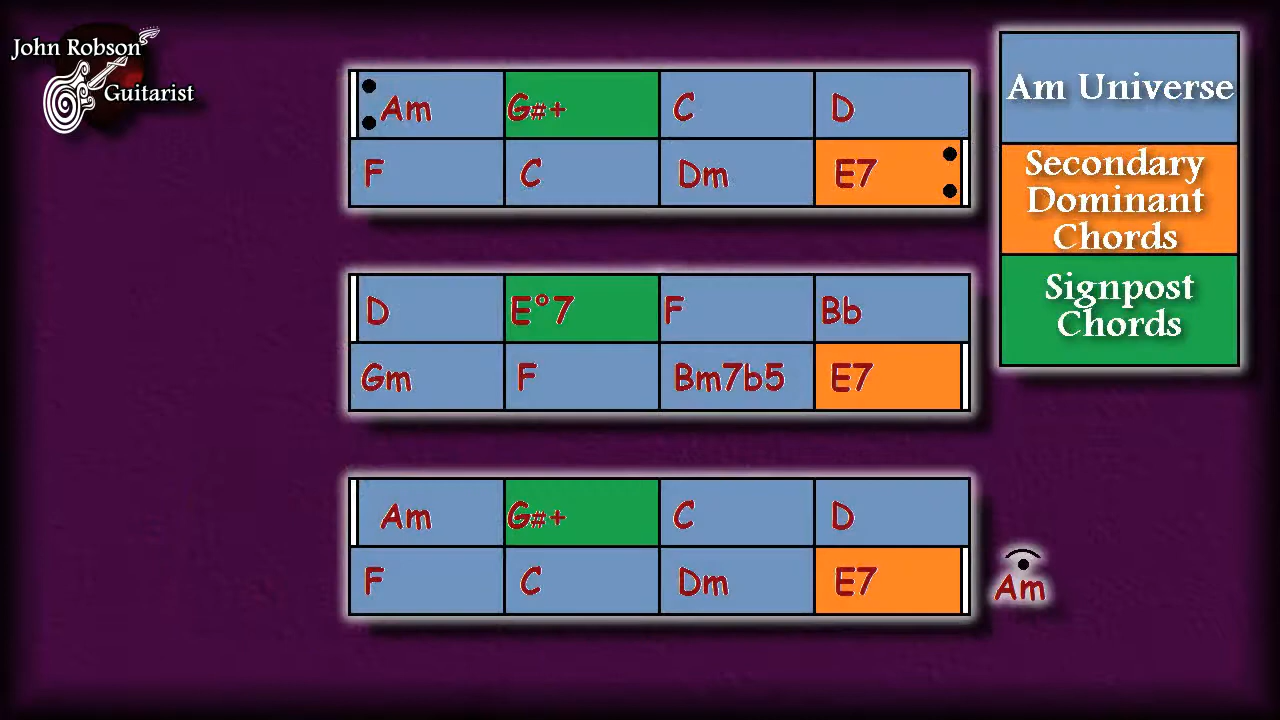 John Robson
Guitarist
Am G#+ C D
F C Dm E7
D E°7 F Bb
Gm F Bm7b5 E7
Am G#+ C D
F C Dm E7
Am
Am Universe
Secondary
Dominant
Chords
Signpost
Chords